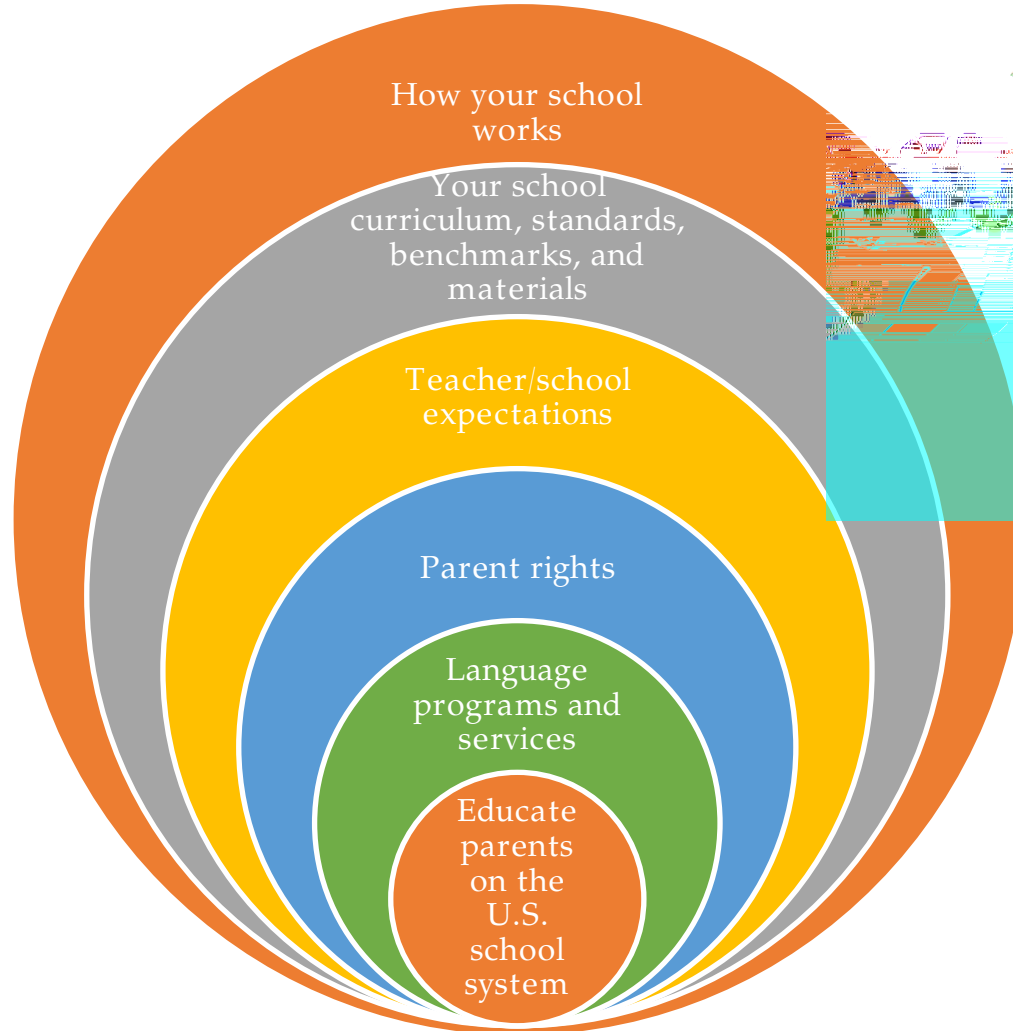 How your school
works
Your school
curriculum, standards,
benchmarks, and
materials
Teacher/school
expectations
Parent rights
Language
programs and
services
Educate
parents
on the
U.S.
school
system